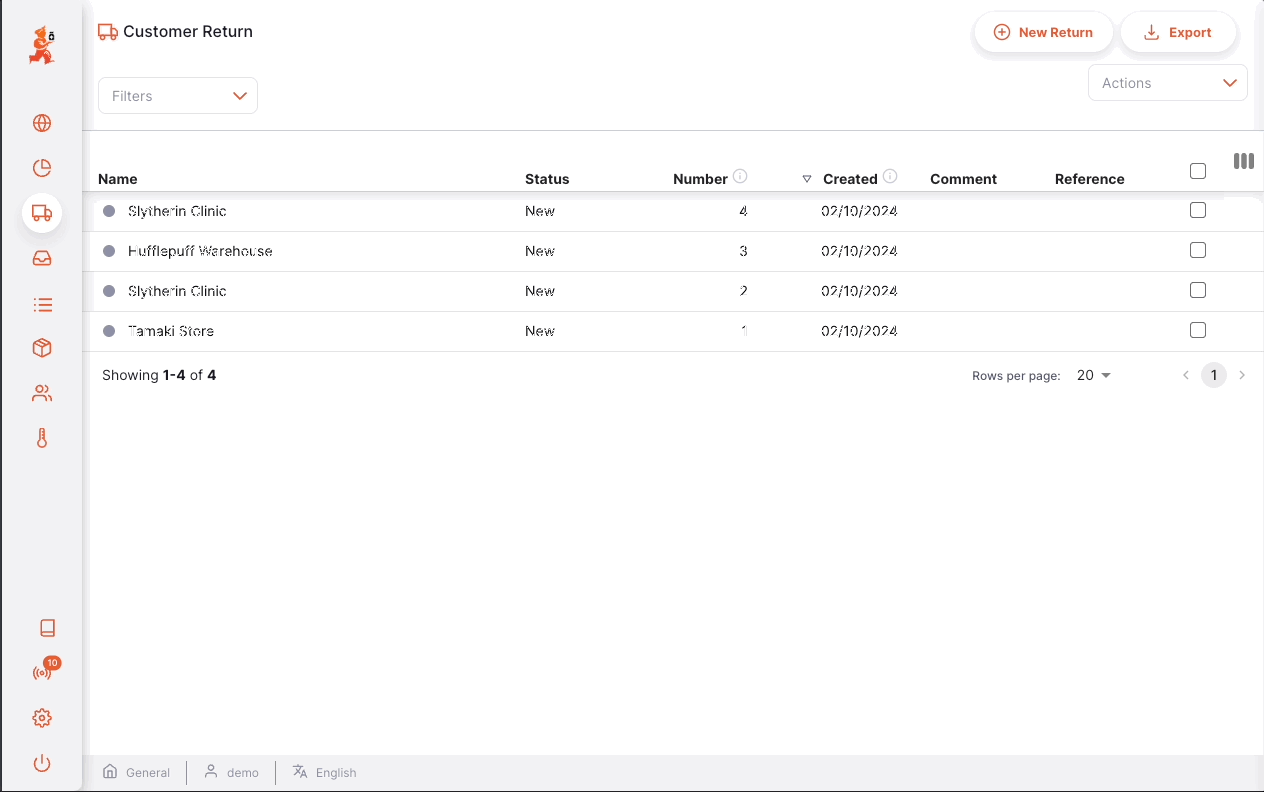 Customer Return
New Return
Export
Filters
Actions
Name Status Number Created Comment Reference
Slytherin Clinic New 4 02/10/2024
Hufflepuff Warehouse New 3 02/10/2024
Slytherin Clinic New 2 02/10/2024
Tamaki Store New 1 02/10/2024
Showing 1-4 of 4 Rows per page: 20 1
10
General demo English